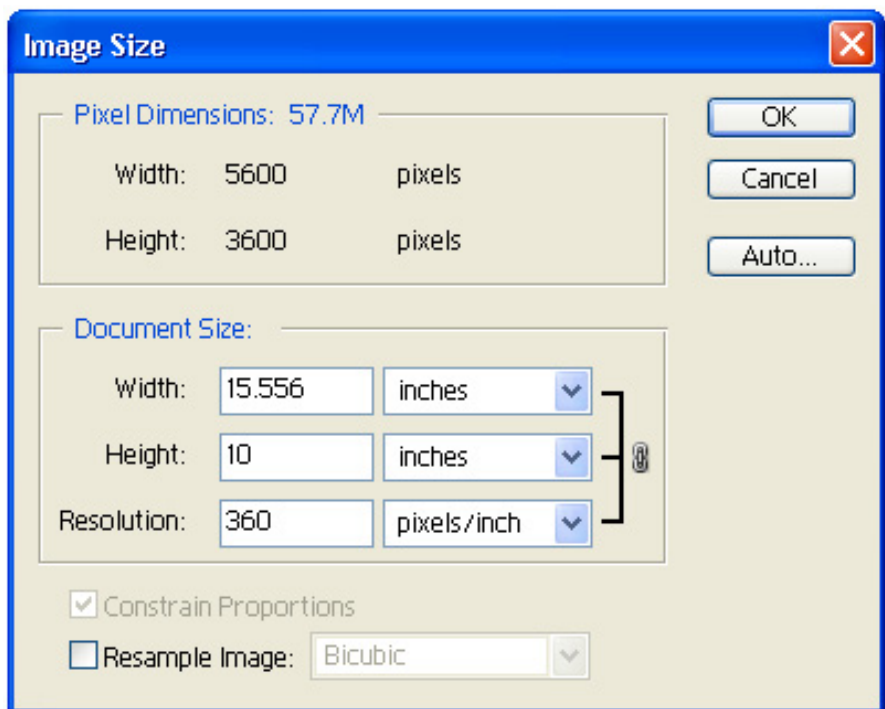 Image Size
Pixel Dimensions: 57.7M
OK
Width: 5600 pixels
Cancel
Height: 3600 pixels
Auto...
Document Size:
Width: 15.556 inches
Height: 10 inches
Resolution: 360 pixels/inch
Constrain Proportions
Resample Image: Bicubic